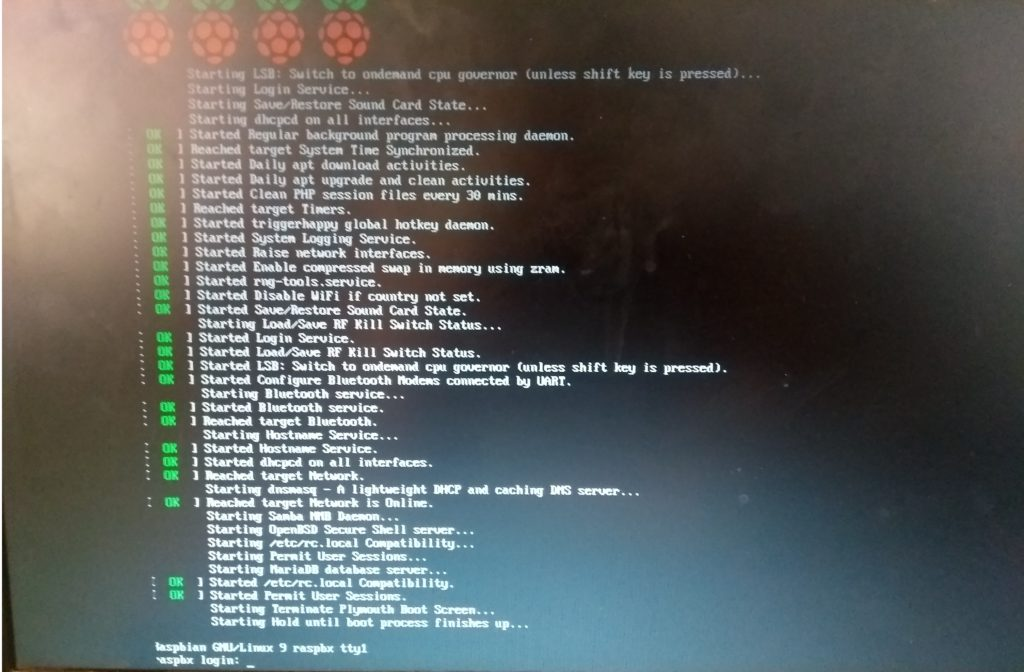 Starting LSB: Switch to ondemand cpu governor (unless shift key is pressed)...
Starting Login Service...
Starting Save/Restore Sound Card State...
Starting dhcpcd on all interfaces...
OK ] Started Regular background program processing daemon.
OK ] Reached target System Time Synchronized.
OK ] Started Daily apt download activities.
OK ] Started Daily apt upgrade and clean activities.
OK ] Started Clean PHP session files every 30 mins.
OK ] Reached target Timers.
OK ] Started triggerhappy global hotkey daemon.
OK ] Started System Logging Service.
OK ] Started Raise network interfaces.
OK ] Started Enable compressed swap in memory using zram.
OK ] Started rng-tools.service.
OK ] Started Disable WiFi if country not set.
OK ] Started Save/Restore Sound Card State.
Starting Load/Save RF Kill Switch Status...
OK ] Started Login Service.
OK ] Started Load/Save RF Kill Switch Status.
OK ] Started LSB: Switch to ondemand cpu governor (unless shift key is pressed).
OK ] Started Configure Bluetooth Modems connected by UART.
Starting Bluetooth service...
OK ] Started Bluetooth service.
OK ] Reached target Bluetooth.
Starting Hostname Service...
OK ] Started Hostname Service.
OK ] Started dhcpcd on all interfaces.
OK ] Reached target Network.
Starting dnsmasq - A lightweight DHCP and caching DNS server...
[ OK ] Reached target Network is Online.
Starting Samba NMB Daemon...
Starting OpenBSD Secure Shell server...
Starting /etc/rc.local Compatibility...
Starting Permit User Sessions...
Starting MariaDB database server...
[ OK ] Started /etc/rc.local Compatibility.
[ OK ] Started Permit User Sessions.
Starting Terminate Plymouth Boot Screen...
Starting Hold until boot process finishes up...
Raspbian GNU/Linux 9 raspbx tty1
raspbx login: _